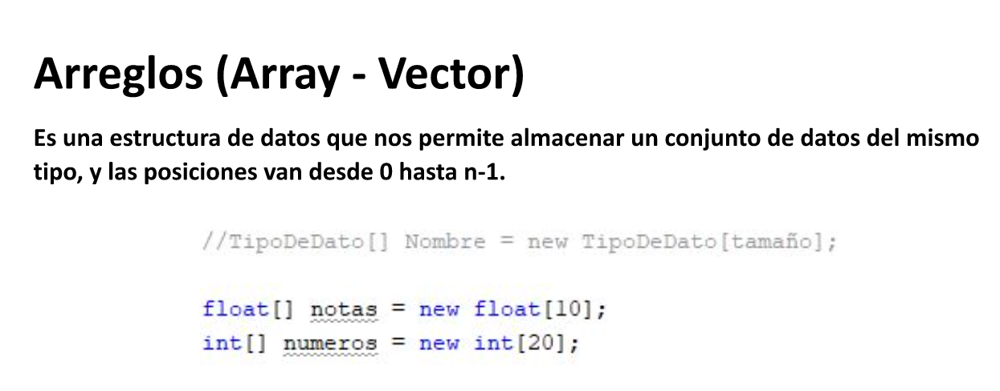 Arreglos (Array - Vector)
Es una estructura de datos que nos permite almacenar un conjunto de datos del mismo
tipo, y las posiciones van desde 0 hasta n-1.
//TipoDeDato[] Nombre = new TipoDeDato[tamaño];
float[] notas = new float[10];
int[] numeros = new int[20];